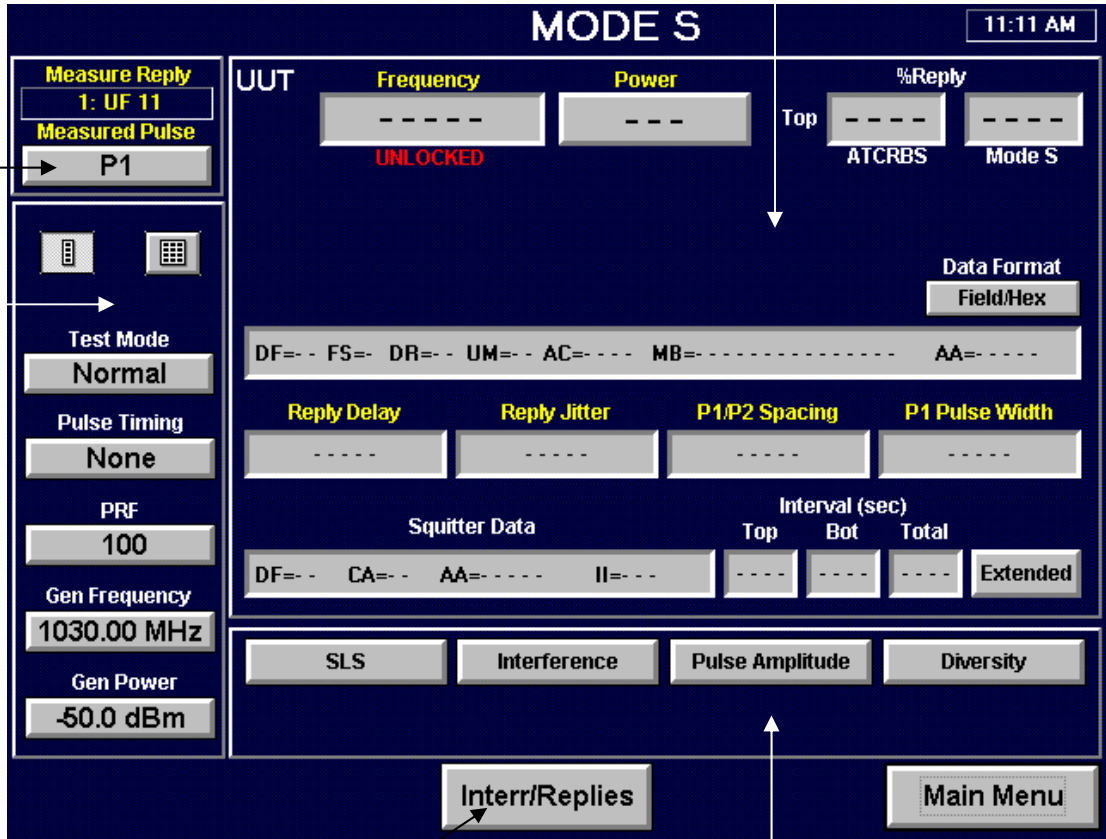 MODE S
11:11 AM
Measure Reply
1: UF 11
Measured Pulse
P1
Test Mode
Normal
Pulse Timing
None
PRF
100
Gen Frequency
1030.00 MHz
Gen Power
-50.0 dBm
UUT
Frequency
- - - - -
UNLOCKED
Power
- - -
%Reply
Top - - - - - - - -
ATCRBS Mode S
Data Format
Field/Hex
DF=- - FS=- DR=- - UM=- - AC=- - - - MB=- - - - - - - - - - - - - - - AA=- - - - -
Reply Delay Reply Jitter P1/P2 Spacing P1 Pulse Width
- - - - - - - - - - - - - - - - - - - -
Squitter Data
Interval (sec)
Top Bot Total
DF=- - CA=- - AA=- - - - - II=- - - - - - - - - - - - - - - Extended
SLS Interference Pulse Amplitude Diversity
Interr/Replies Main Menu